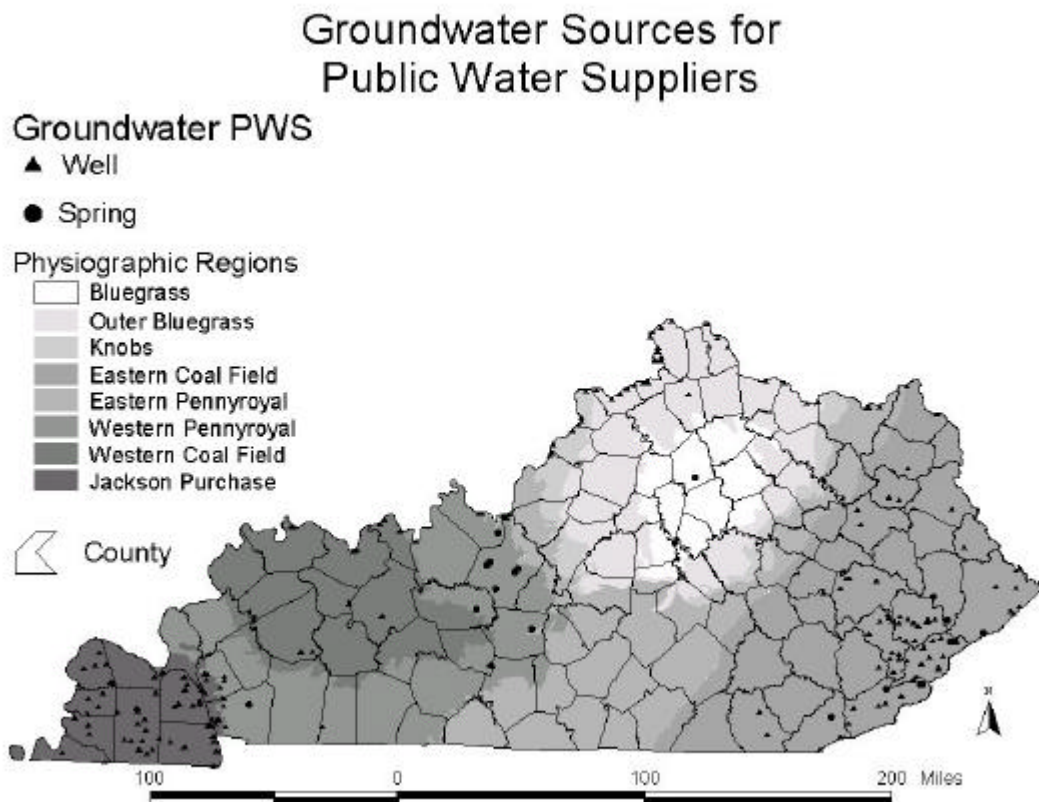 Groundwater Sources for
Public Water Suppliers
Groundwater PWS
Well
Spring
Physiographic Regions
Bluegrass
Outer Bluegrass
Knobs
Eastern Coal Field
Eastern Pennyroyal
Western Pennyroyal
Western Coal Field
Jackson Purchase
County
N
100 0 100 200 Miles